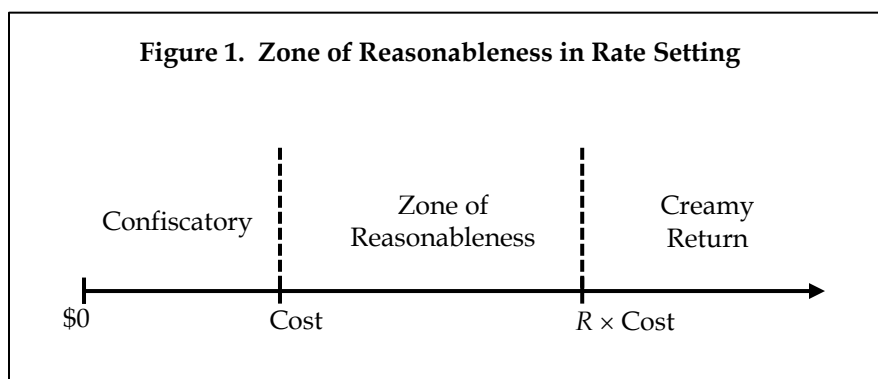 Figure 1. Zone of Reasonableness in Rate Setting
Confiscatory
Zone of
Reasonableness
Creamy
Return
$0
Cost
R × Cost